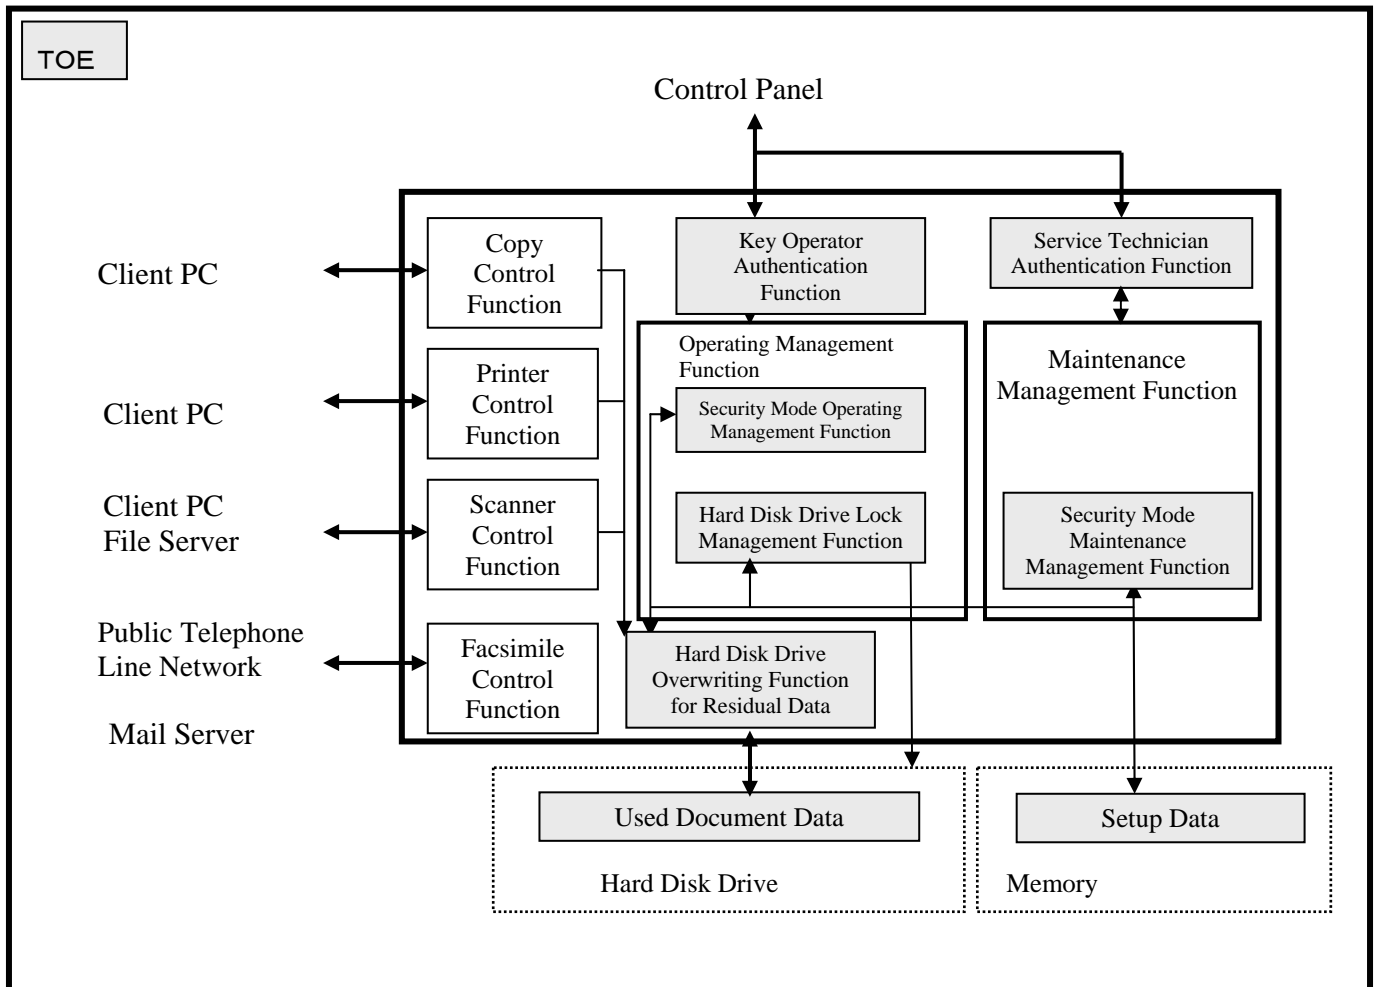 TOE
Control Panel
Client PC
Copy
Control
Function
Key Operator
Authentication
Function
Service Technician
Authentication Function
Client PC
Printer
Control
Function
Operating Management
Function
Security Mode Operating
Management Function
Maintenance
Management Function
Client PC
File Server
Scanner
Control
Function
Hard Disk Drive Lock
Management Function
Security Mode
Maintenance
Management Function
Public Telephone
Line Network
Mail Server
Facsimile
Control
Function
Hard Disk Drive
Overwriting Function
for Residual Data
Used Document Data
Hard Disk Drive
Setup Data
Memory